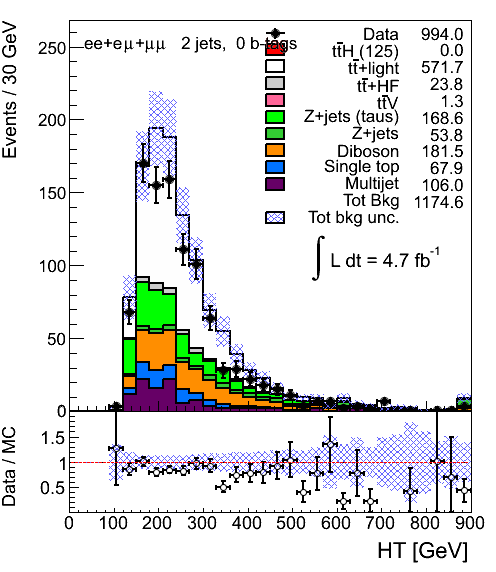 Events / 30 GeV
250
200
150
100
50
0
ee+eμ+μμ 2 jets, 0 b-tags
Data 994.0
tt̄H (125) 0.0
tt̄+light 571.7
tt̄+HF 23.8
tt̄V 1.3
Z+jets (taus) 168.6
Z+jets 53.8
Diboson 181.5
Single top 67.9
Multijet 106.0
Tot Bkg 1174.6
Tot bkg unc.
∫ L dt = 4.7 fb⁻¹
Data / MC
1.5
1
0.5
0 100 200 300 400 500 600 700 800 900
HT [GeV]